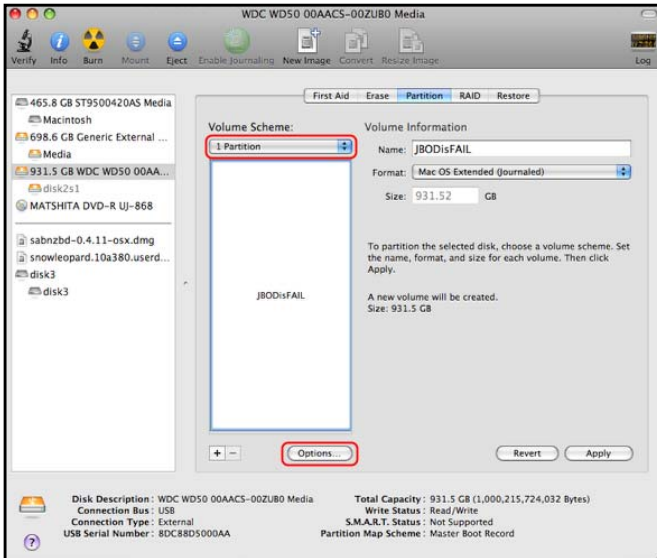 WDC WD50 00AACS-00ZUB0 Media
Verify Info Burn Mount Eject Enable Journaling New Image Convert Resize Image Log
465.8 GB ST9500420AS Media
Macintosh
698.6 GB Generic External ...
Media
931.5 GB WDC WD50 00AA...
disk2s1
MATSHITA DVD-R UJ-868
sabnzbd-0.4.11-osx.dmg
snowleopard.10a380.userd...
disk3
disk3
First Aid Erase Partition RAID Restore
Volume Scheme:
1 Partition
JBODisFAIL
+ −
Options...
Volume Information
Name: JBODisFAIL
Format: Mac OS Extended (Journaled)
Size: 931.52 GB
To partition the selected disk, choose a volume scheme. Set
the name, format, and size for each volume. Then click
Apply.
A new volume will be created.
Size: 931.5 GB
Revert Apply
Disk Description : WDC WD50 00AACS-00ZUB0 Media
Connection Bus : USB
Connection Type : External
USB Serial Number : 8DC88D5000AA
Total Capacity : 931.5 GB (1,000,215,724,032 Bytes)
Write Status : Read/Write
S.M.A.R.T. Status : Not Supported
Partition Map Scheme : Master Boot Record
?